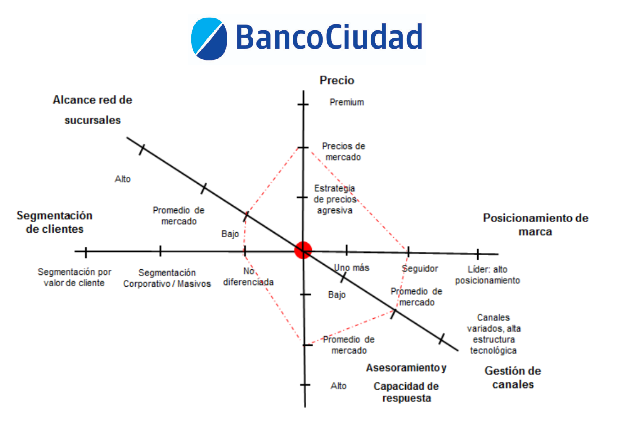 BancoCiudad
Precio
Premium
Alcance red de
sucursales
Precios de
mercado
Alto
Estrategia
de precios
agresiva
Promedio de
mercado
Segmentación
de clientes
Bajo
Posicionamiento de
marca
Segmentación por
valor de cliente
Segmentación
Corporativo / Masivos
No
diferenciada
Uno más
Seguidor
Líder: alto
posicionamiento
Bajo
Promedio de
mercado
Canales
variados, alta
estructura
tecnológica
Promedio de
mercado
Asesoramiento y
Capacidad de
respuesta
Gestión de
canales
Alto